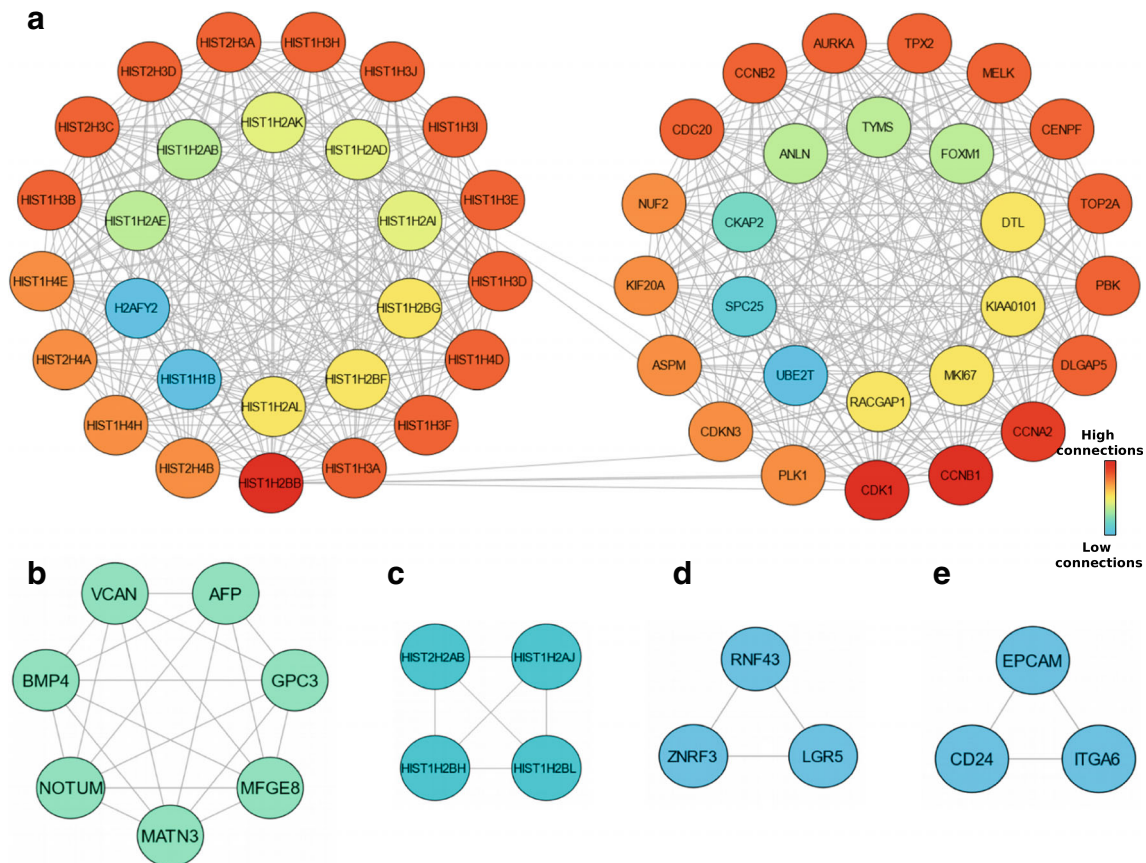 a
HIST2H3A
HIST1H3H
HIST2H3D
HIST1H3J
HIST2H3C
HIST1H2AK
HIST1H3I
HIST1H2AB
HIST1H2AD
HIST1H3B
HIST1H3E
HIST1H2AE
HIST1H2AI
HIST1H4E
HIST1H3D
H2AFY2
HIST1H2BG
HIST2H4A
HIST1H4D
HIST1H1B
HIST1H2BF
HIST1H2AL
HIST1H4H
HIST1H3F
HIST2H4B
HIST1H3A
HIST1H2BB
AURKA
TPX2
CCNB2
MELK
CDC20
TYMS
CENPF
ANLN
FOXM1
NUF2
TOP2A
CKAP2
DTL
KIF20A
PBK
SPC25
KIAA0101
ASPM
DLGAP5
UBE2T
MKI67
RACGAP1
CDKN3
CCNA2
PLK1
CCNB1
CDK1
High
connections
Low
connections
b
VCAN
AFP
BMP4
GPC3
NOTUM
MFGE8
MATN3
c
HIST2H2AB
HIST1H2AJ
HIST1H2BH
HIST1H2BL
d
RNF43
ZNRF3
LGR5
e
EPCAM
CD24
ITGA6